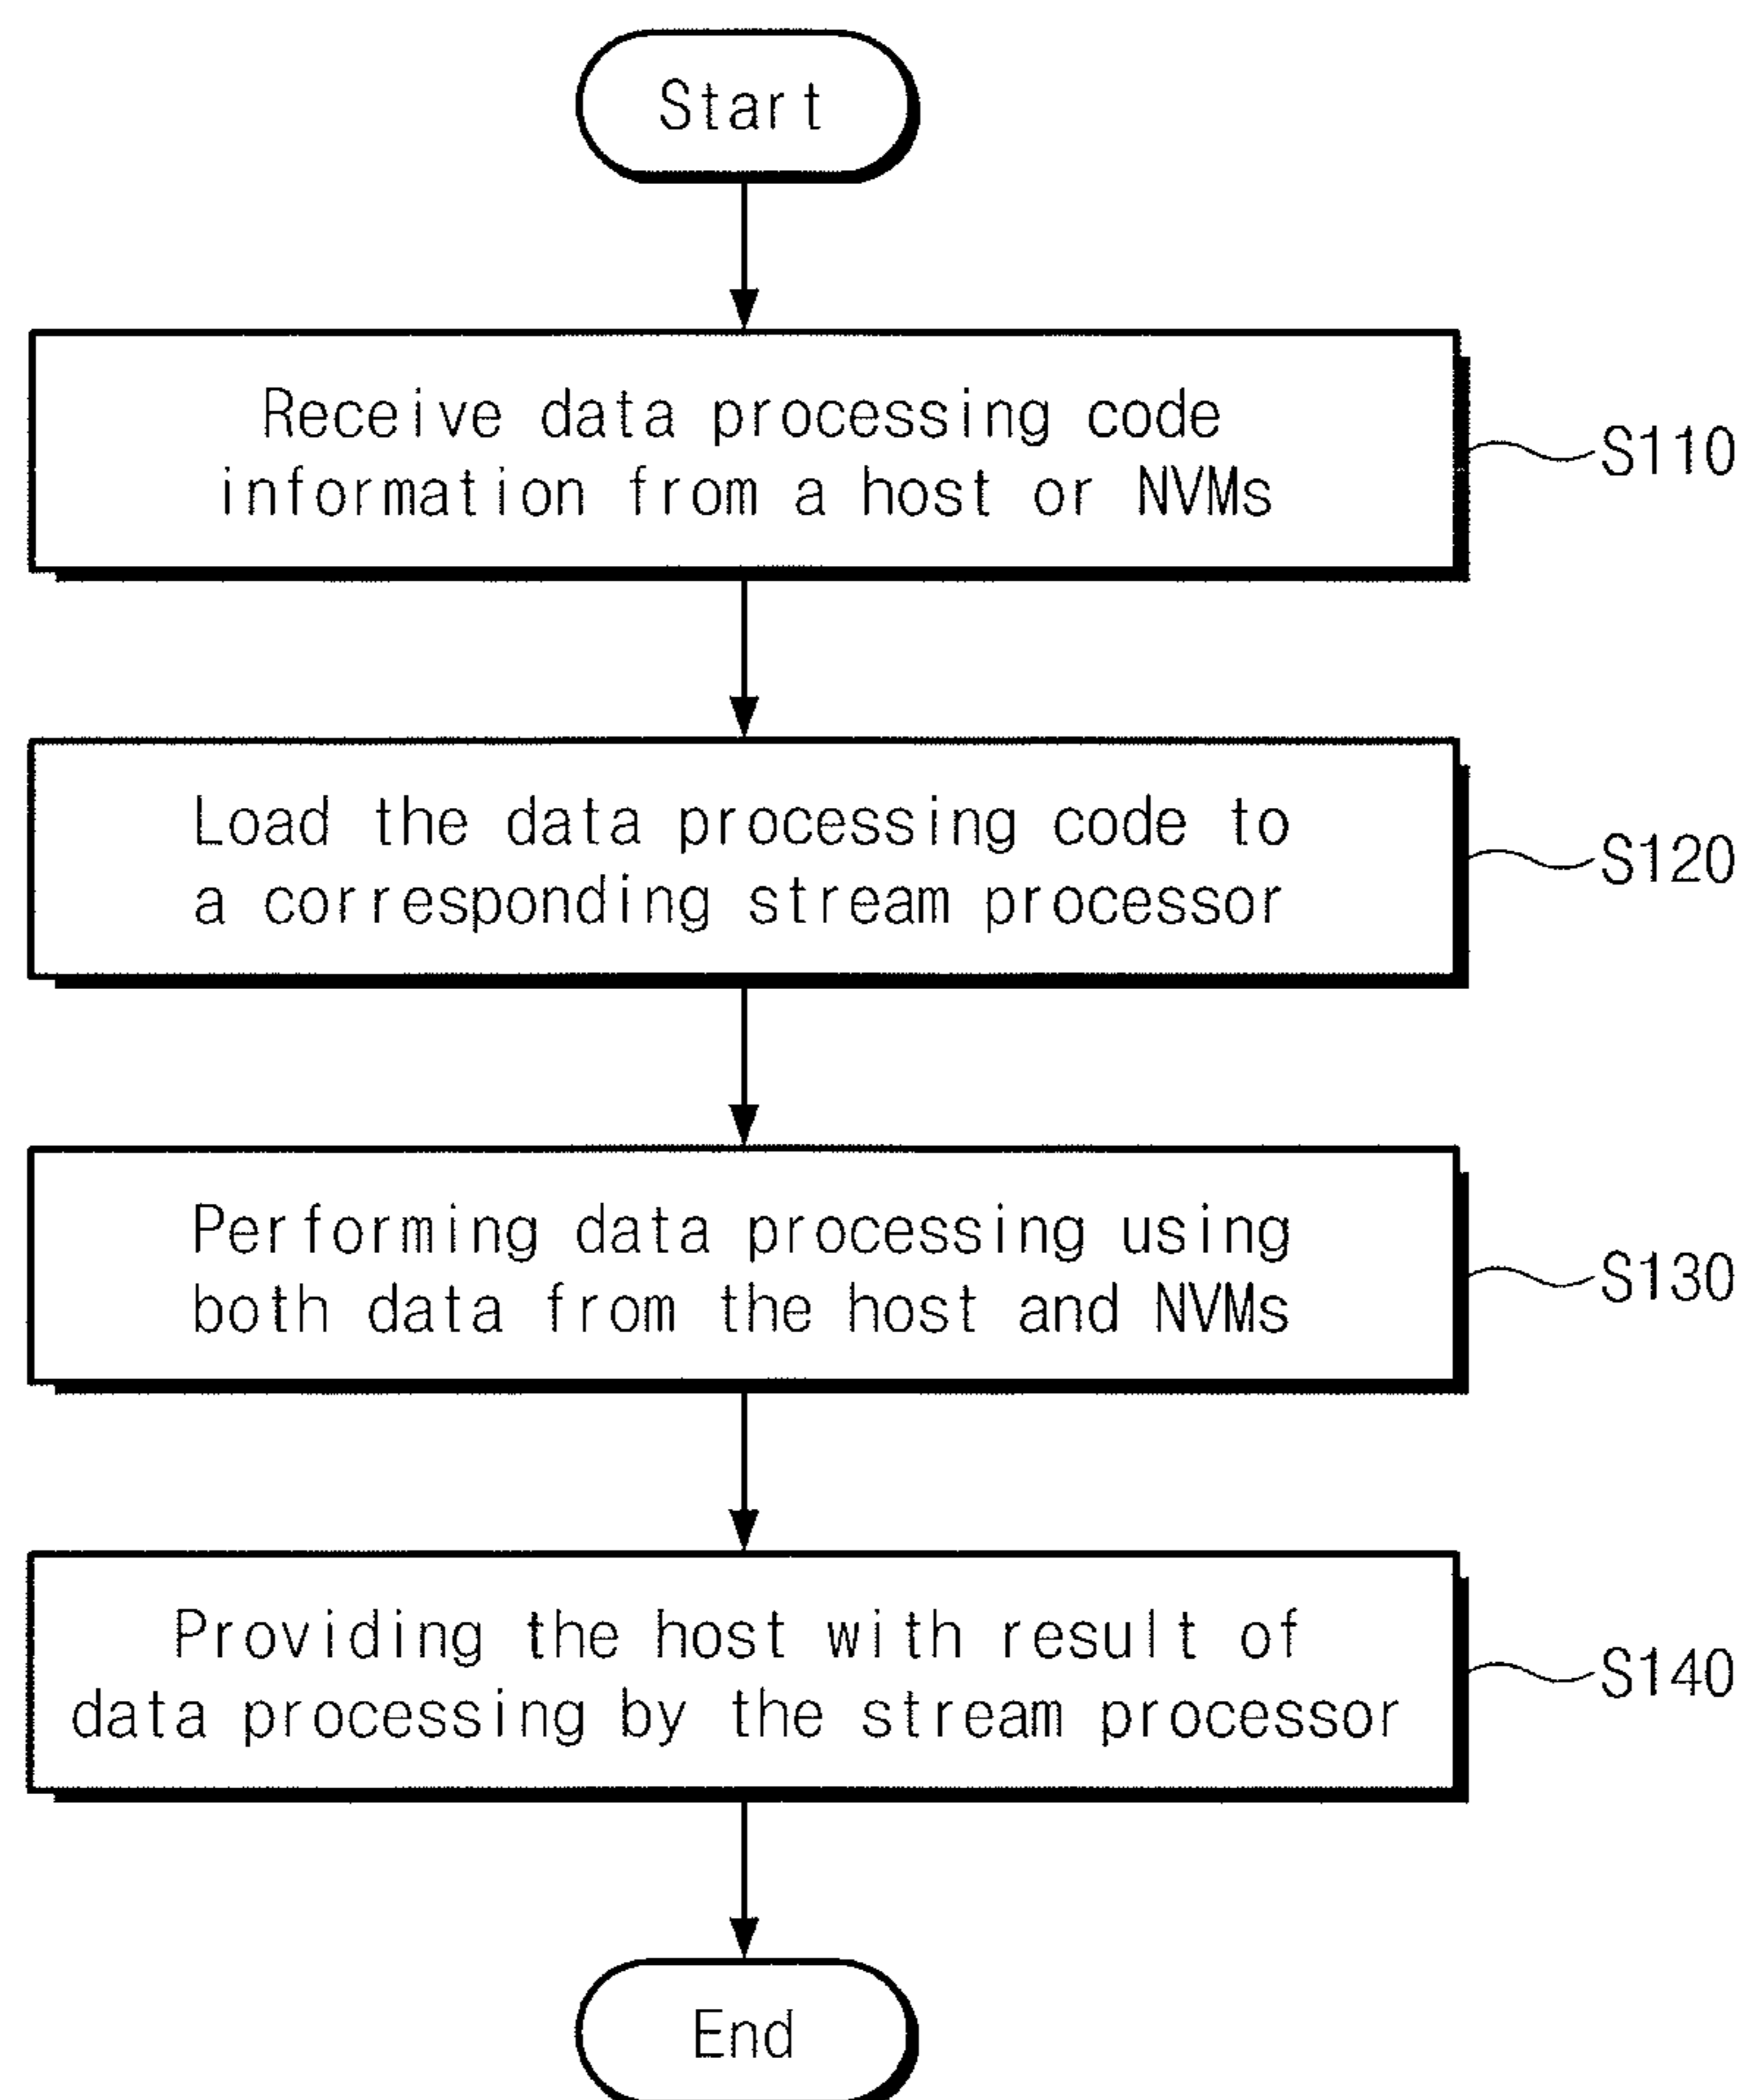 Start
Receive data processing code
information from a host or NVMs
S110
Load the data processing code to
a corresponding stream processor
S120
Performing data processing using
both data from the host and NVMs
S130
Providing the host with result of
data processing by the stream processor
S140
End